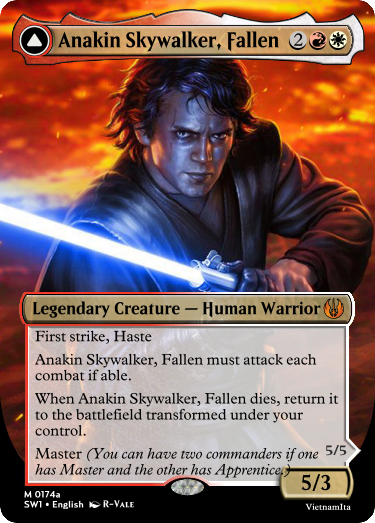 Anakin Skywalker, Fallen 2
Legendary Creature — Human Warrior
First strike, Haste
Anakin Skywalker, Fallen must attack each
combat if able.
When Anakin Skywalker, Fallen dies, return it
to the battlefield transformed under your
control.
Master (You can have two commanders if one
has Master and the other has Apprentice.)
5/5
5/3
M 0174a
SW1 • English R-Vale
VietnamIta